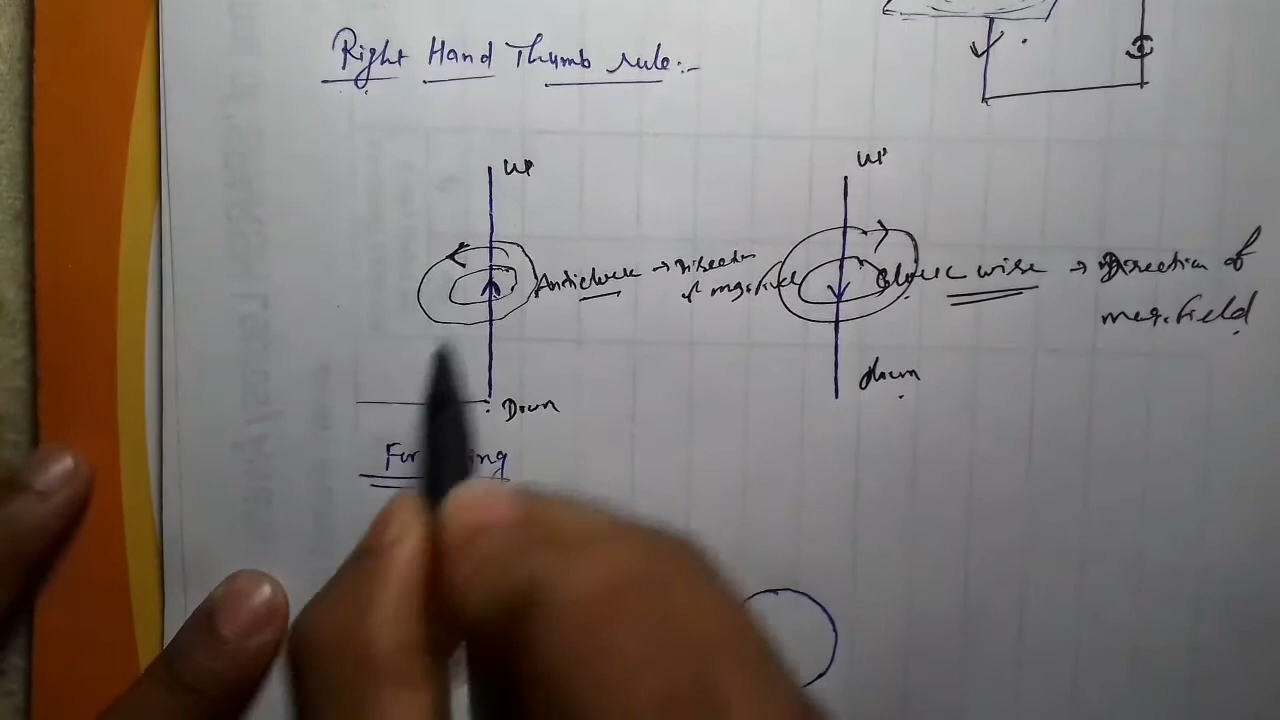 Right Hand Thumb rule:-
up
up
Anticlock → Direction
of mag. field
Clock wise → Direction of
mag. field
down
Down
For